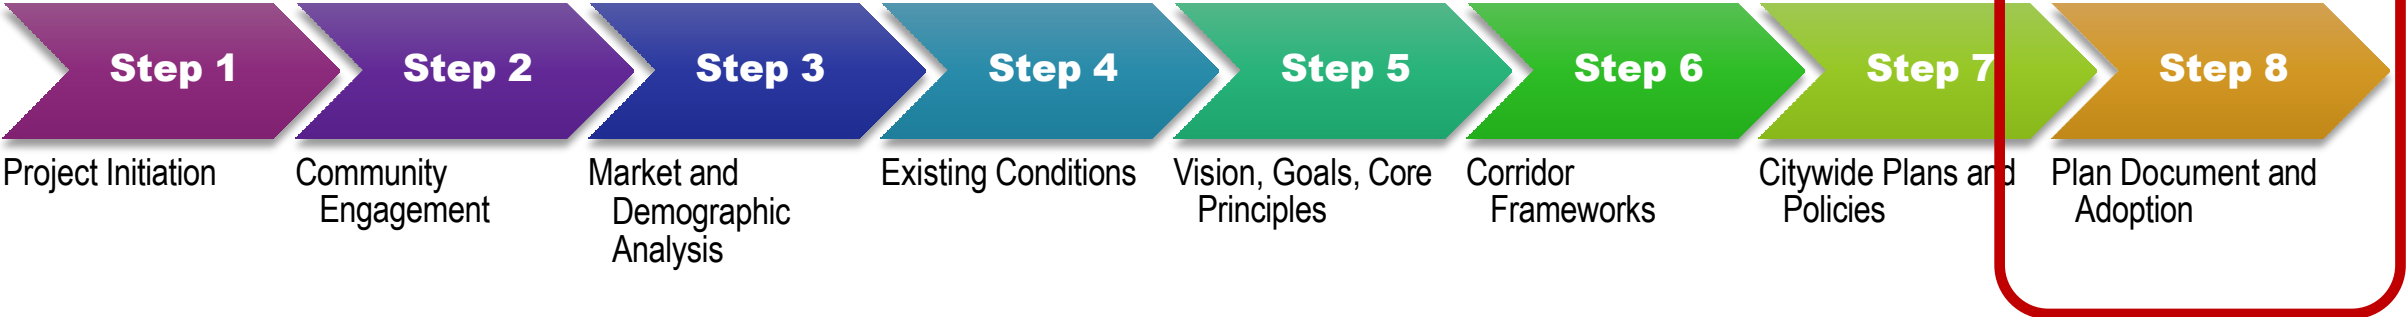 Step 1
Step 2
Step 3
Step 4
Step 5
Step 6
Step 7
Step 8
Project Initiation
Community
Engagement
Market and
Demographic
Analysis
Existing Conditions
Vision, Goals, Core
Principles
Corridor
Frameworks
Citywide Plans and
Policies
Plan Document and
Adoption